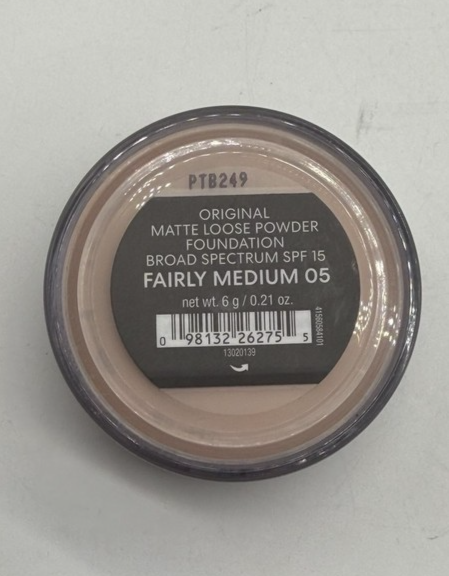 PTB249
ORIGINAL
MATTE LOOSE POWDER
FOUNDATION
BROAD SPECTRUM SPF 15
FAIRLY MEDIUM 05
net wt. 6 g / 0.21 oz.
0 98132 26275 5
41580584101
13020139